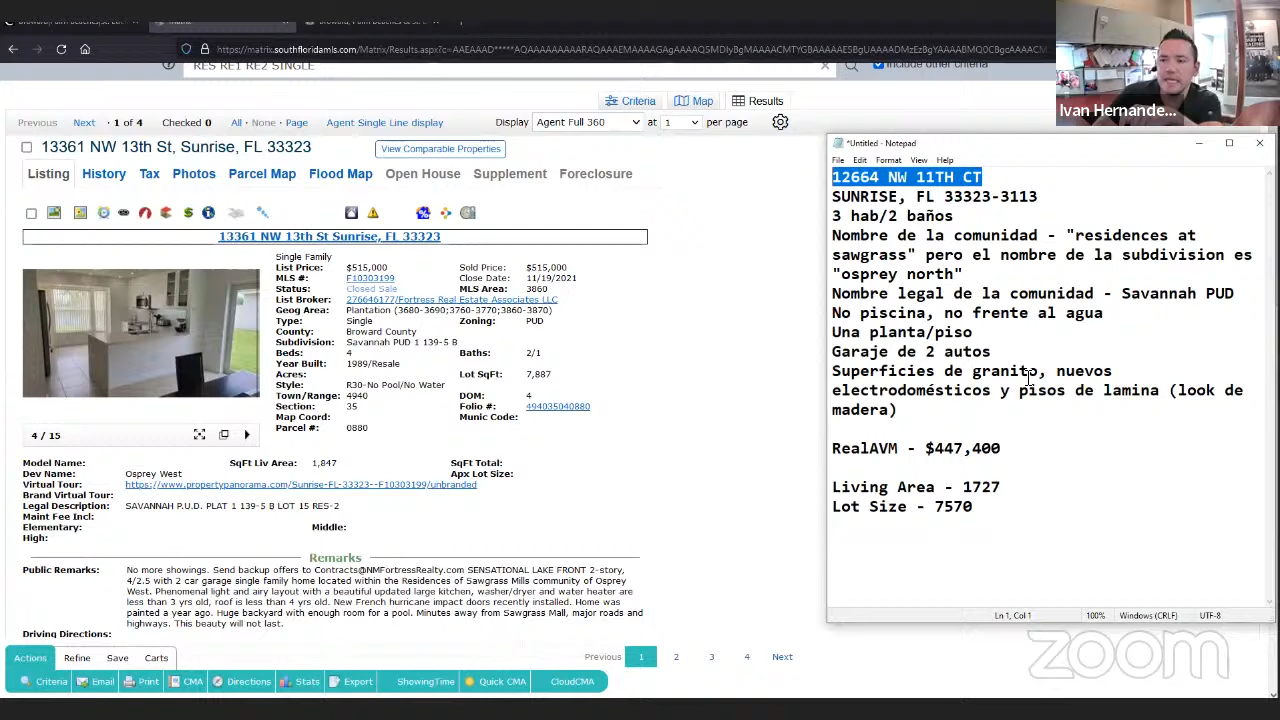 https://matrix.southfloridamls.com/Matrix/Results.aspx?c=
RES RE1 RE2 SINGLE
Include other criteria
Criteria Map Results
Previous Next · 1 of 4 Checked 0 All · None · Page Agent Single Line display Display Agent Full 360 at 1 per page
13361 NW 13th St, Sunrise, FL 33323 View Comparable Properties
Listing History Tax Photos Parcel Map Flood Map Open House Supplement Foreclosure
13361 NW 13th St Sunrise, FL 33323
Single Family
List Price: $515,000 Sold Price: $515,000
MLS #: F10303199 Close Date: 11/19/2021
Status: Closed Sale MLS Area: 3860
List Broker: 276646177/Fortress Real Estate Associates LLC
Geog Area: Plantation (3680-3690;3760-3770;3860-3870)
Type: Single Zoning: PUD
County: Broward County
Subdivision: Savannah PUD 1 139-5 B
Beds: 4 Baths: 2/1
Year Built: 1989/Resale
Acres: Lot SqFt: 7,887
Style: R30-No Pool/No Water
Town/Range: 4940 DOM: 4
Section: 35 Folio #: 494035040880
Map Coord: Municipal Code:
Parcel #: 0880
4 / 15
Model Name: SqFt Liv Area: 1,847 SqFt Total:
Dev Name: Osprey West Apx Lot Size:
Virtual Tour: https://www.propertypanorama.com/Sunrise-FL-33323--F10303199/unbranded
Brand Virtual Tour:
Legal Description: SAVANNAH P.U.D. PLAT 1 139-5 B LOT 15 RES-2
Maint Fee Incl:
Elementary: Middle:
High:
Remarks
Public Remarks: No more showings. Send backup offers to Contracts@NMFortressRealty.com SENSATIONAL LAKE FRONT 2-story,
4/2.5 with 2 car garage single family home located within the Residences of Sawgrass Mills community of Osprey
West. Phenomenal light and airy layout with a beautiful updated large kitchen, washer/dryer and water heater are
less than 3 yrs old, roof is less than 4 yrs old. New French hurricane impact doors recently installed. Home was
painted a year ago. Huge backyard with enough room for a pool. Minutes away from Sawgrass Mall, major roads and
highways. This beauty will not last.
Driving Directions:
Actions Refine Save Carts Previous 1 2 3 4 Next
Criteria Email Print CMA Directions Stats Export ShowingTime Quick CMA CloudCMA
Ivan Hernande...
*Untitled - Notepad
File Edit Format View Help
12664 NW 11TH CT
SUNRISE, FL 33323-3113
3 hab/2 baños
Nombre de la comunidad - "residences at
sawgrass" pero el nombre de la subdivision es
"osprey north"
Nombre legal de la comunidad - Savannah PUD
No piscina, no frente al agua
Una planta/piso
Garaje de 2 autos
Superficies de granito, nuevos
electrodomésticos y pisos de lamina (look de
madera)
RealAVM - $447,400
Living Area - 1727
Lot Size - 7570
Ln 1, Col 1 100% Windows (CRLF) UTF-8
zoom